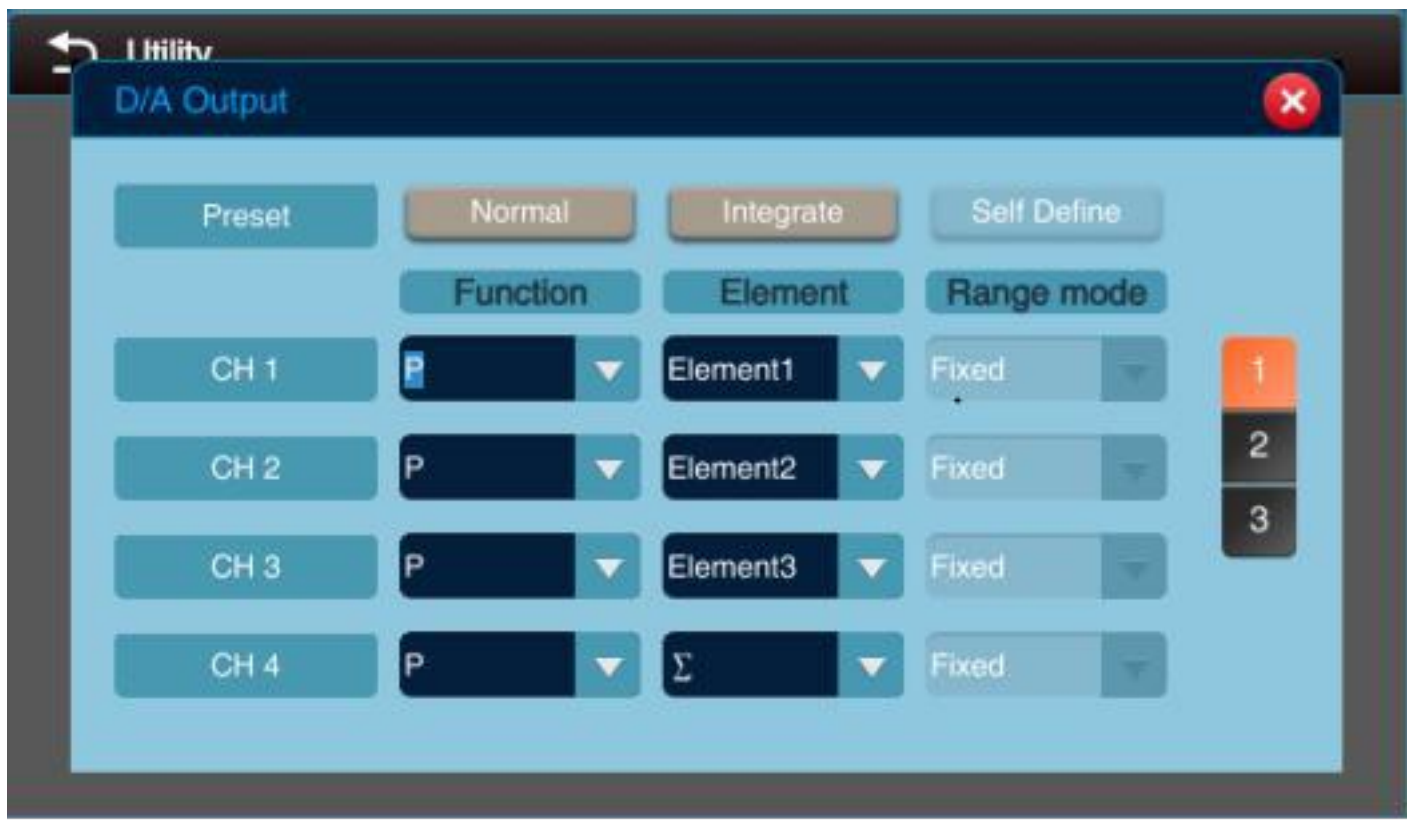 Utility
D/A Output
Preset Normal Integrate Self Define
Function Element Range mode
CH 1 P Element1 Fixed 1
CH 2 P Element2 Fixed 2
CH 3 P Element3 Fixed 3
CH 4 P Σ Fixed